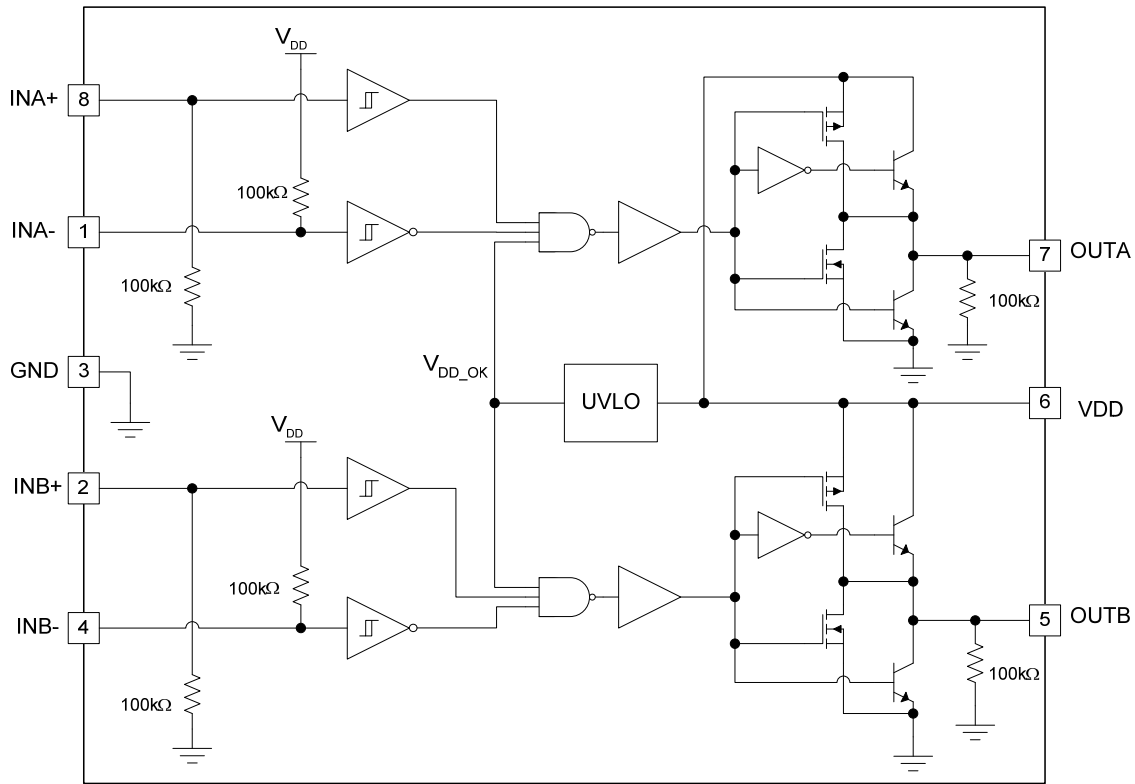 V_DD
INA+ 8
100kΩ
INA- 1
7 OUTA
100kΩ
100kΩ
GND 3
V_DD_OK
UVLO
6 VDD
V_DD
INB+ 2
100kΩ
INB- 4
5 OUTB
100kΩ
100kΩ